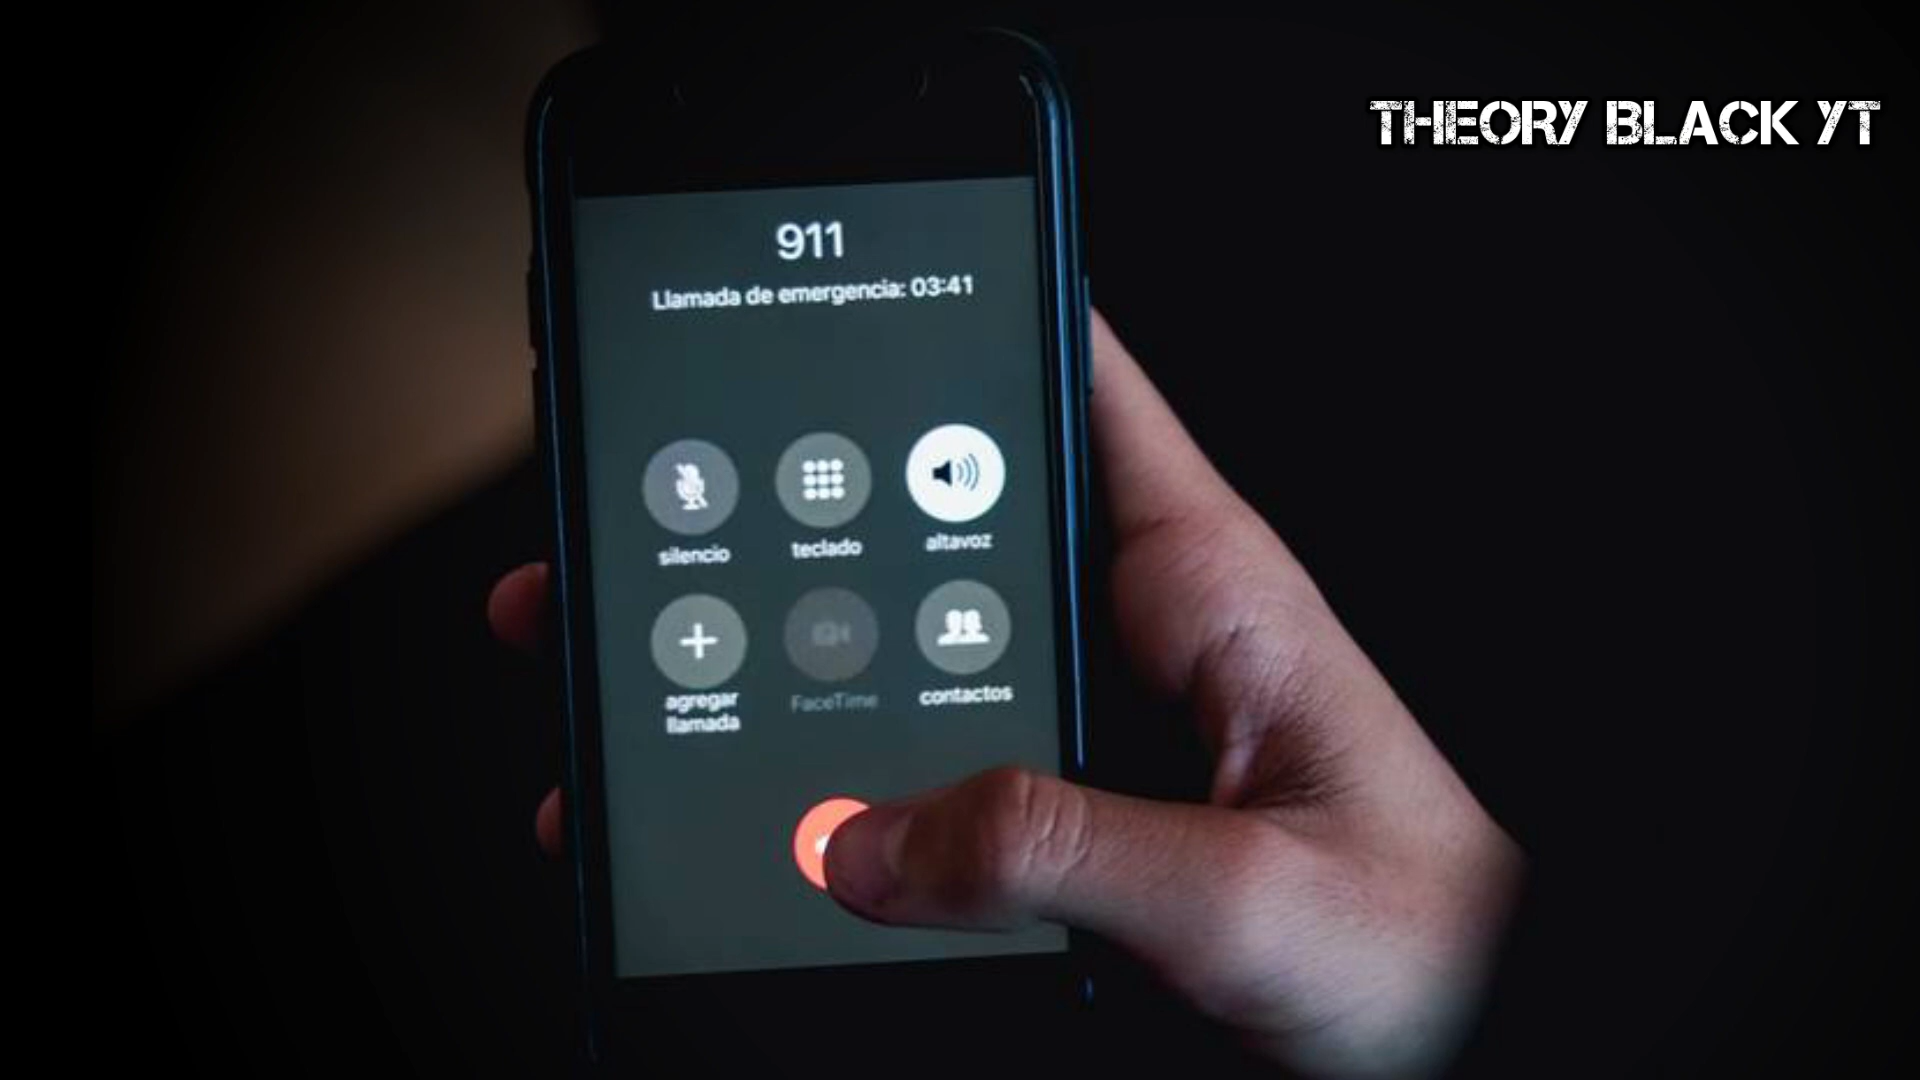 THEORY BLACK YT
911
Llamada de emergencia: 03:41
silencio
teclado
altavoz
agregar
llamada
FaceTime
contactos